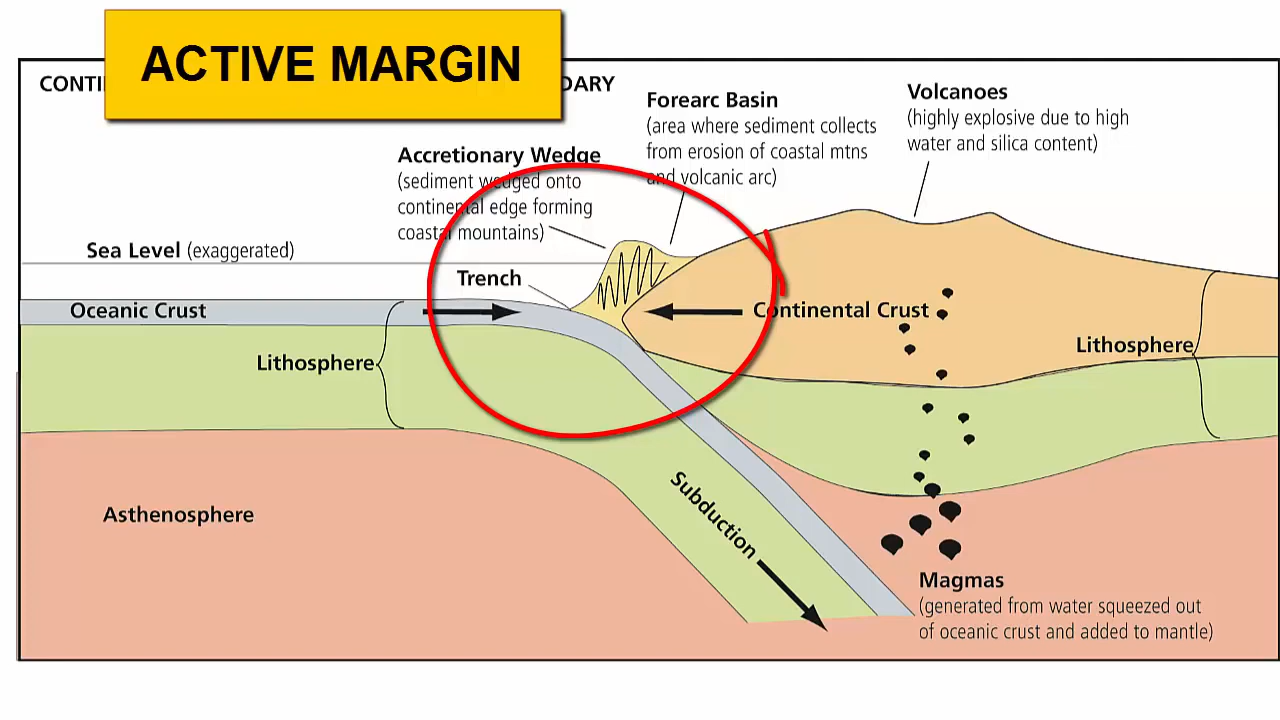 ACTIVE MARGIN
CONTI
DARY
Forearc Basin
(area where sediment collects
from erosion of coastal mtns
and volcanic arc)
Volcanoes
(highly explosive due to high
water and silica content)
Accretionary Wedge
(sediment wedged onto
continental edge forming
coastal mountains)
Sea Level (exaggerated)
Trench
Oceanic Crust
Continental Crust
Lithosphere
Lithosphere
Subduction
Asthenosphere
Magmas
(generated from water squeezed out
of oceanic crust and added to mantle)